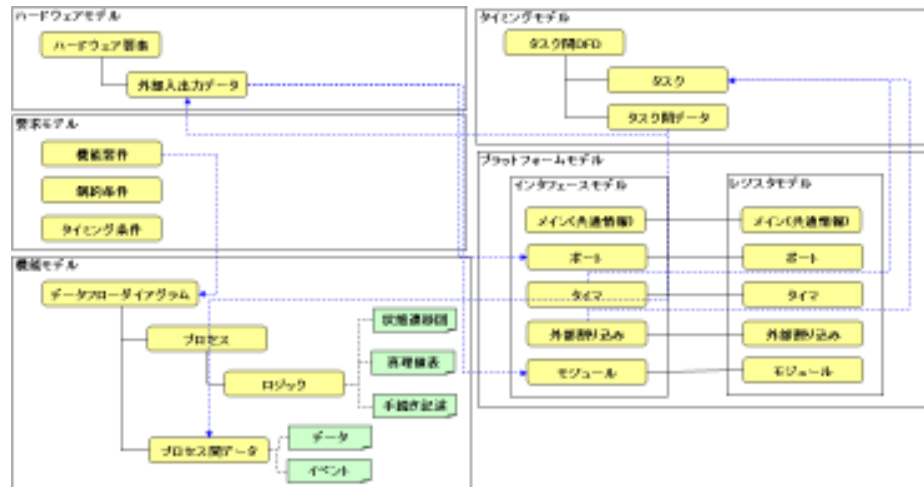 ハードウェアモデル
ハードウェア要素
外部入出力データ
要求モデル
機能要件
制約条件
タイミング条件
機能モデル
データフローダイアグラム
プロセス
ロジック
状態遷移図
真理値表
手続き記述
プロセス間データ
データ
イベント
タイミングモデル
タスク間DFD
タスク
タスク間データ
プラットフォームモデル
インタフェースモデル
メイン(共通情報)
ポート
タイマ
外部割り込み
モジュール
レジスタモデル
メイン(共通情報)
ポート
タイマ
外部割り込み
モジュール